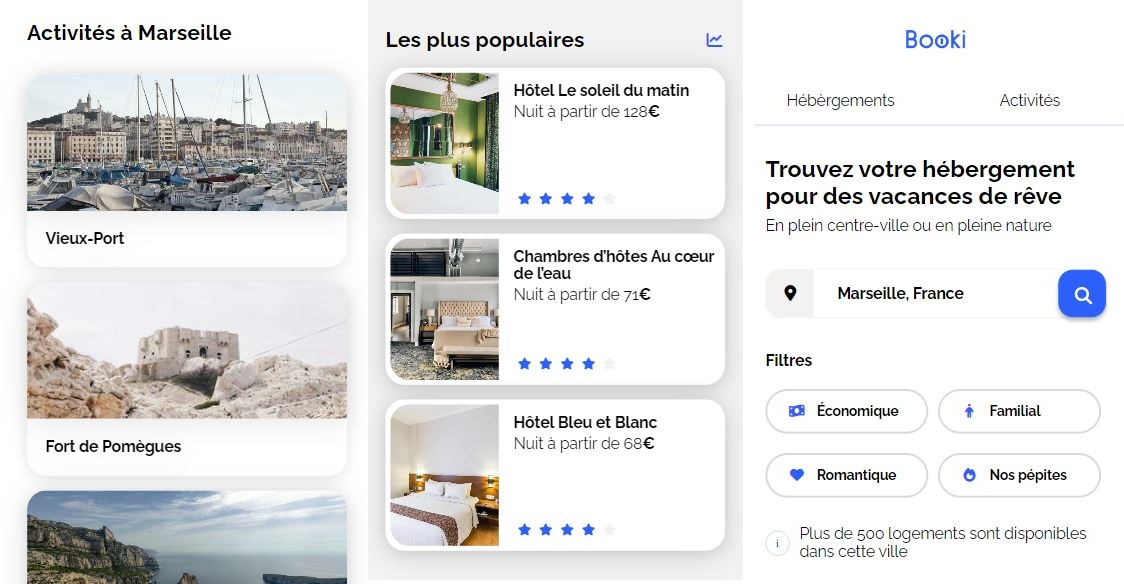 Activités à Marseille
Vieux-Port
Fort de Pomègues
Les plus populaires
Hôtel Le soleil du matin
Nuit à partir de 128€
Chambres d'hôtes Au cœur
de l'eau
Nuit à partir de 71€
Hôtel Bleu et Blanc
Nuit à partir de 68€
Booki
Hébèrgements
Activités
Trouvez votre hébergement
pour des vacances de rêve
En plein centre-ville ou en pleine nature
Marseille, France
Filtres
Économique
Familial
Romantique
Nos pépites
i
Plus de 500 logements sont disponibles
dans cette ville